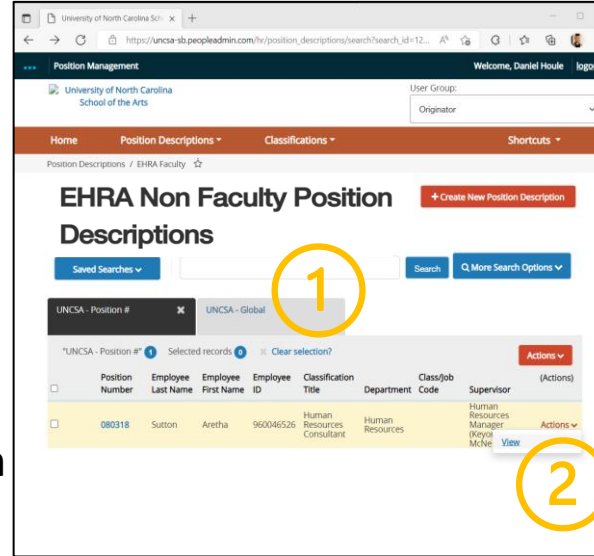 University of North Carolina Sch
https://uncsa-sb.peopleadmin.com/hr/position_descriptions/search?search_id=12...
Position Management
Welcome, Daniel Houle
logo
University of North Carolina
School of the Arts
User Group:
Originator
Home
Position Descriptions
Classifications
Shortcuts
Position Descriptions / EHRA Faculty
EHRA Non Faculty Position
Descriptions
+ Create New Position Description
Saved Searches
Search
More Search Options
1
UNCSA - Position #
UNCSA - Global
"UNCSA - Position #" 1 Selected records 0 Clear selection?
Actions
Position Number
Employee Last Name
Employee First Name
Employee ID
Classification Title
Department
Class/Job Code
Supervisor
(Actions)
080318
Sutton
Aretha
960046526
Human
Resources
Consultant
Human
Resources
Human
Resources
Manager
(Keyo
McNe
Actions
View
2
n